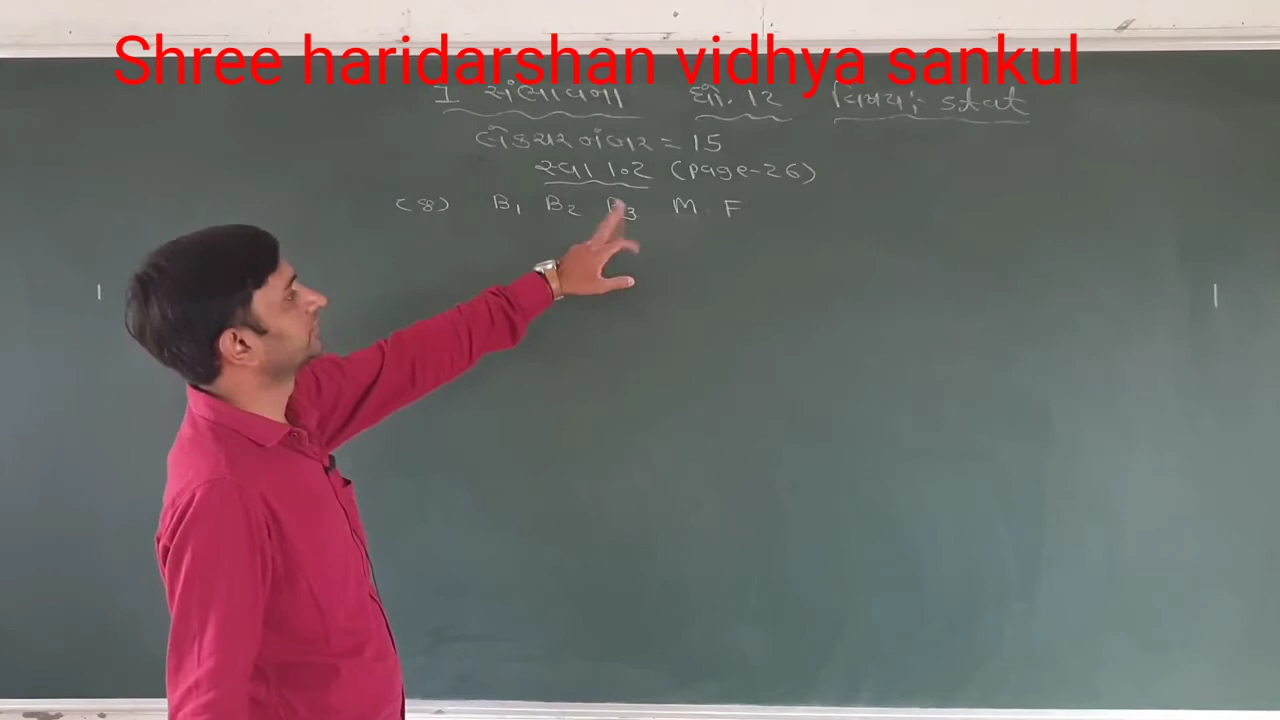 Shree haridarshan vidhya sankul
1 સંભાવના ધો. 12 વિષય :- stat
લેકચર નંબર = 15
સ્વા 1.2 (page-26)
(8) B1 B2 B3 M F